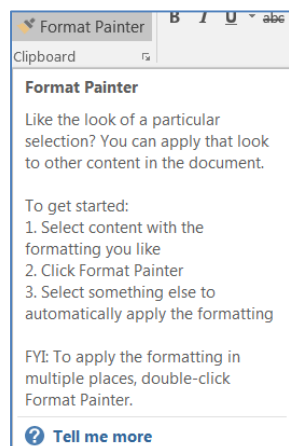 Format Painter B I U abc
Clipboard
Format Painter
Like the look of a particular
selection? You can apply that look
to other content in the document.
To get started:
1. Select content with the
formatting you like
2. Click Format Painter
3. Select something else to
automatically apply the formatting
FYI: To apply the formatting in
multiple places, double-click
Format Painter.
? Tell me more